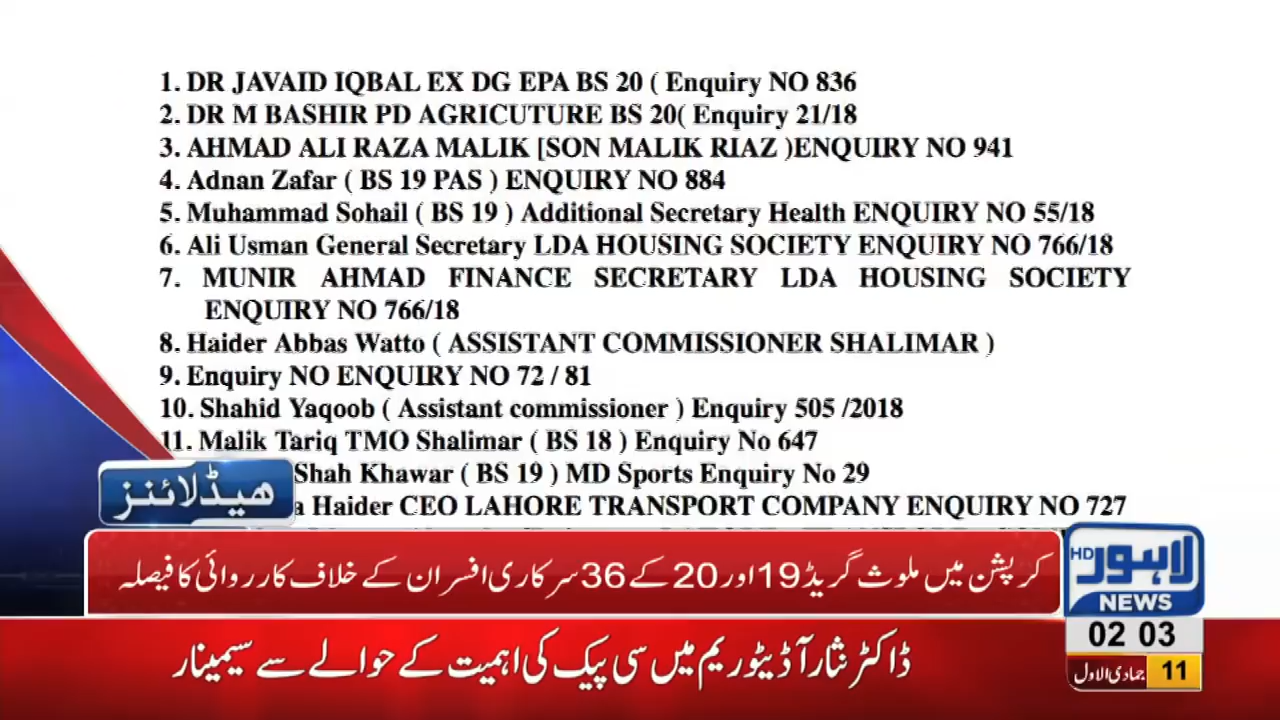 1. DR JAVAID IQBAL EX DG EPA BS 20 ( Enquiry NO 836
2. DR M BASHIR PD AGRICUTURE BS 20( Enquiry 21/18
3. AHMAD ALI RAZA MALIK [SON MALIK RIAZ )ENQUIRY NO 941
4. Adnan Zafar ( BS 19 PAS ) ENQUIRY NO 884
5. Muhammad Sohail ( BS 19 ) Additional Secretary Health ENQUIRY NO 55/18
6. Ali Usman General Secretary LDA HOUSING SOCIETY ENQUIRY NO 766/18
7. MUNIR AHMAD FINANCE SECRETARY LDA HOUSING SOCIETY
ENQUIRY NO 766/18
8. Haider Abbas Watto ( ASSISTANT COMMISSIONER SHALIMAR )
9. Enquiry NO ENQUIRY NO 72 / 81
10. Shahid Yaqoob ( Assistant commissioner ) Enquiry 505 /2018
11. Malik Tariq TMO Shalimar ( BS 18 ) Enquiry No 647
Shah Khawar ( BS 19 ) MD Sports Enquiry No 29
Haider CEO LAHORE TRANSPORT COMPANY ENQUIRY NO 727
ہیڈلائنز
کرپشن میں ملوث گریڈ 19 اور 20 کے 36 سرکاری افسران کے خلاف کارروائی کا فیصلہ
لاہور HD
NEWS
02 03
11 جمادی الاول
ڈاکٹر نثار آڈیٹوریم میں سی پیک کی اہمیت کے حوالے سے سیمینار